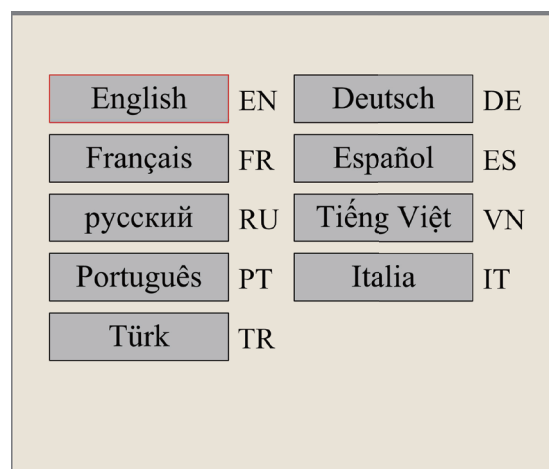 English EN Deutsch DE
Français FR Español ES
русский RU Tiếng Việt VN
Português PT Italia IT
Türk TR